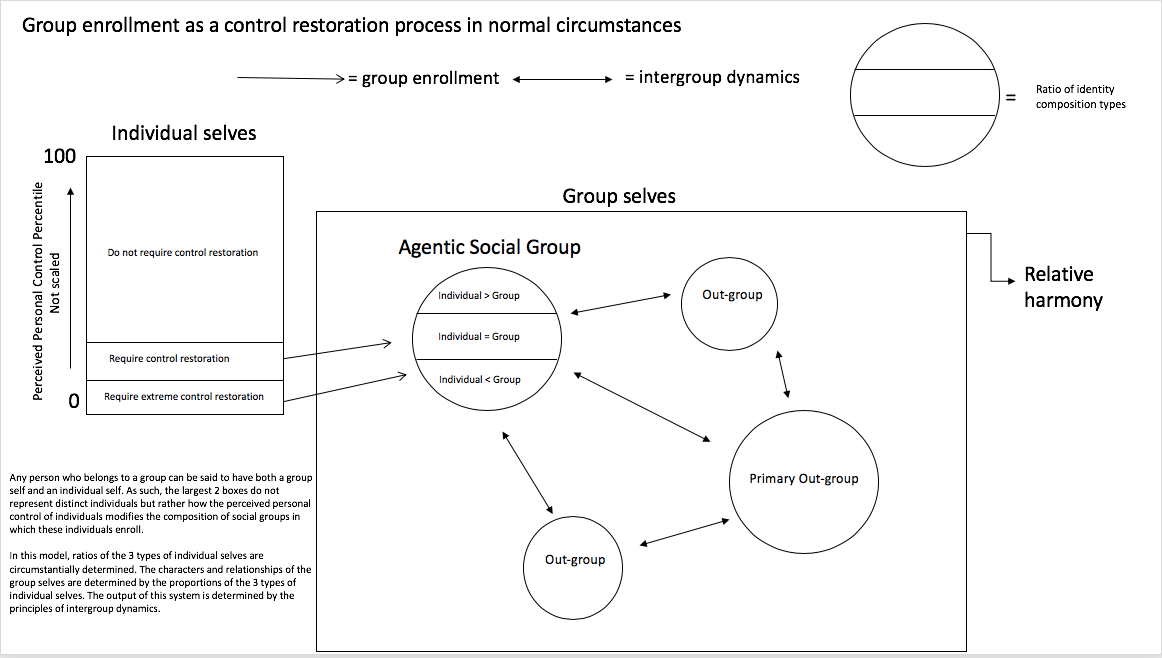 Group enrollment as a control restoration process in normal circumstances
= group enrollment
= intergroup dynamics
=
Ratio of identity
composition types
Individual selves
100
Perceived Personal Control Percentile
Not scaled
Do not require control restoration
Require control restoration
0
Require extreme control restoration
Group selves
Agentic Social Group
Individual > Group
Individual = Group
Individual < Group
Out-group
Relative
harmony
Primary Out-group
Out-group
Any person who belongs to a group can be said to have both a group
self and an individual self. As such, the largest 2 boxes do not
represent distinct individuals but rather how the perceived personal
control of individuals modifies the composition of social groups in
which these individuals enroll.
In this model, ratios of the 3 types of individual selves are
circumstantially determined. The characters and relationships of the
group selves are determined by the proportions of the 3 types of
individual selves. The output of this system is determined by the
principles of intergroup dynamics.